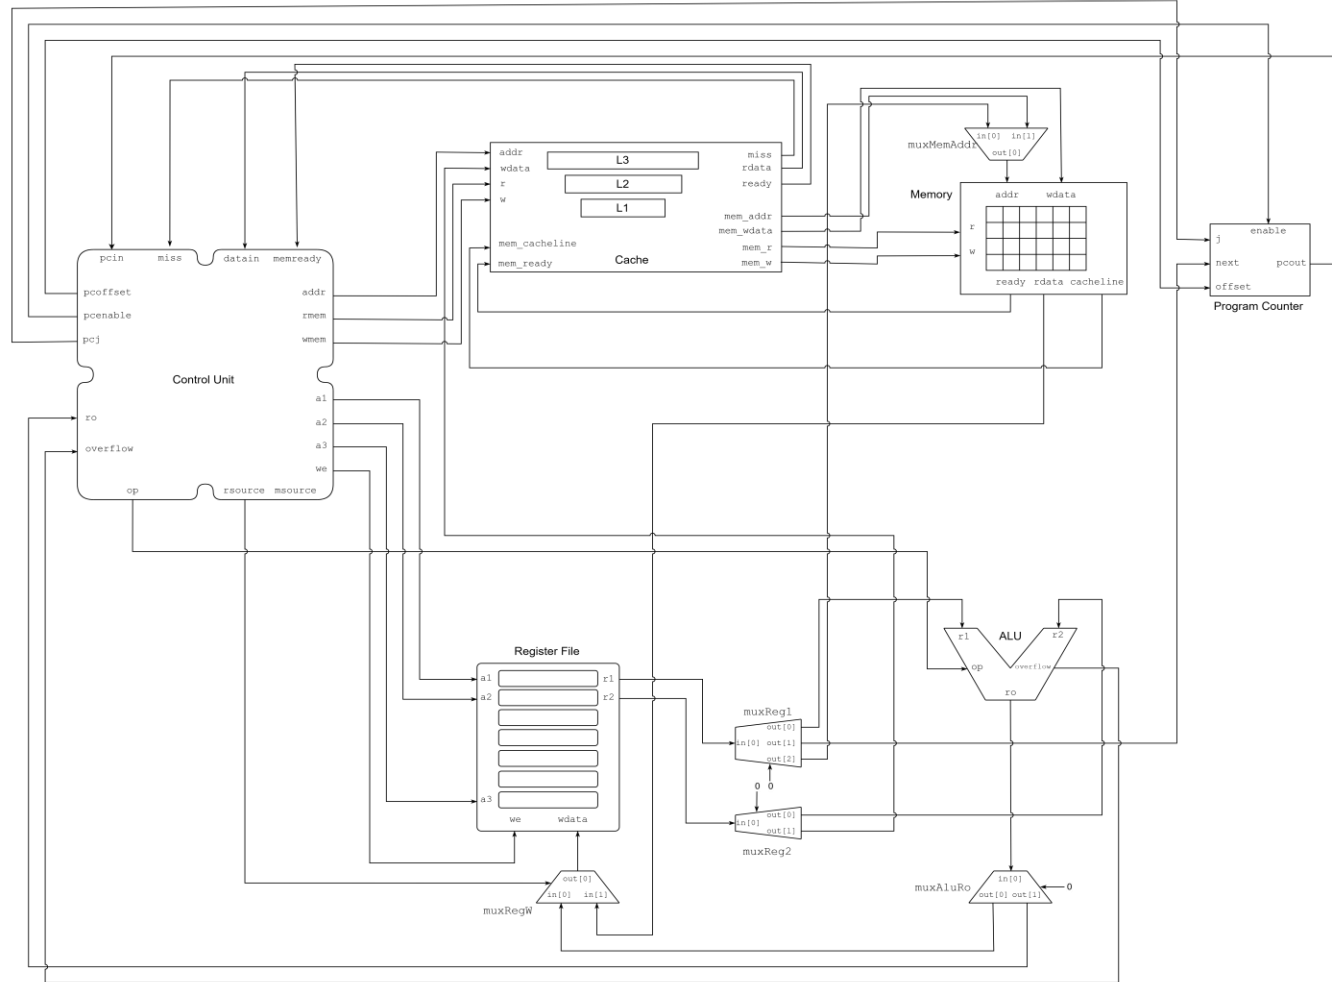 in[0] in[1]
muxMemAddr
out[0]
addr
wdata
r
w
mem_cacheline
mem_ready
L3
L2
L1
miss
rdata
ready
mem_addr
mem_wdata
mem_r
mem_w
Cache
Memory
addr wdata
r
w
ready rdata cacheline
enable
j
next
offset
pcout
Program Counter
pcin miss datain memready
pcoffset
pcenable
pcj
addr
rmem
wmem
Control Unit
a1
a2
a3
we
ro
overflow
op rsource msource
Register File
a1
a2
a3
r1
r2
we wdata
out[0]
in[0] in[1]
muxRegW
muxReg1
in[0]
out[0]
out[1]
out[2]
0 0
in[0]
out[0]
out[1]
muxReg2
r1 ALU r2
op overflow
ro
muxAluRo
in[0]
out[0] out[1]
0